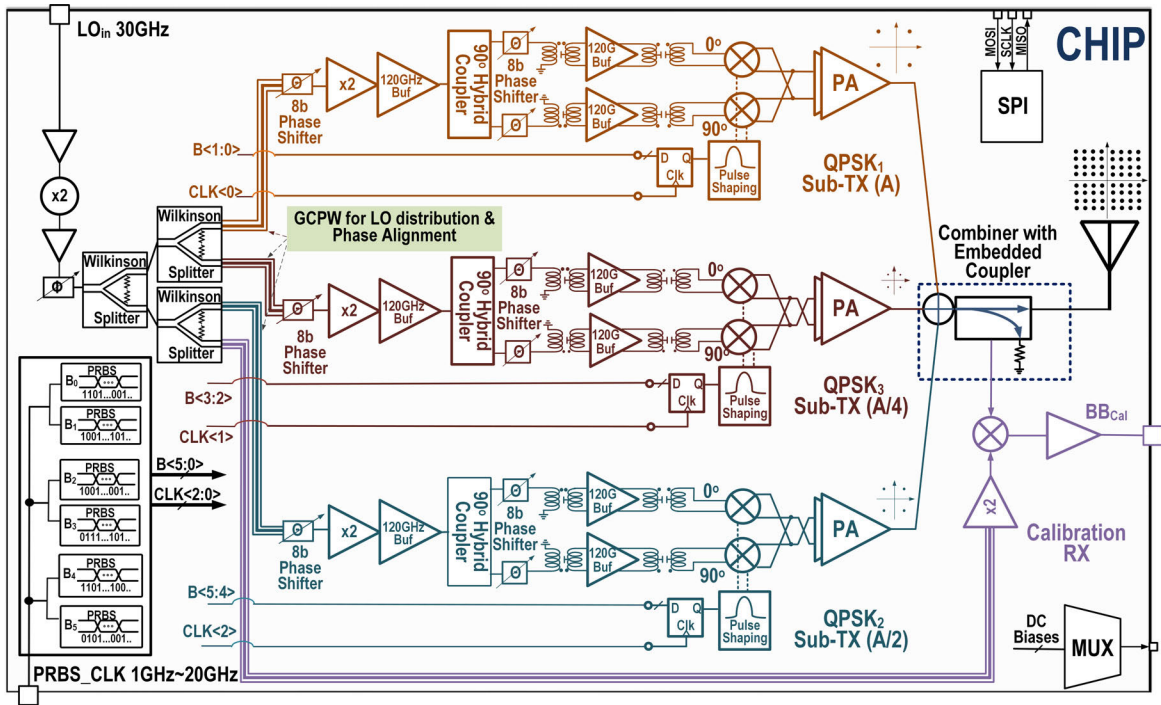 LOin 30GHz
x2
Φ
Wilkinson
Splitter
Wilkinson
Splitter
Wilkinson
Splitter
GCPW for LO distribution &
Phase Alignment
Θ
8b
Phase
Shifter
x2
120GHz
Buf
90° Hybrid
Coupler
Θ
8b
Phase
Shifter
Θ
120G
Buf
120G
Buf
0°
90°
PA
B<1:0>
CLK<0>
D Q
Clk
Pulse
Shaping
QPSK1
Sub-TX (A)
MOSI
SCLK
MISO
SPI
CHIP
Θ
8b
Phase
Shifter
x2
120GHz
Buf
90° Hybrid
Coupler
Θ
8b
Phase
Shifter
Θ
120G
Buf
120G
Buf
0°
90°
PA
B<3:2>
CLK<1>
D Q
Clk
Pulse
Shaping
QPSK3
Sub-TX (A/4)
Combiner with
Embedded
Coupler
BBCal
x2
Calibration
RX
PRBS
B0
1101...001..
PRBS
B1
1001...101..
PRBS
B2
1001...001..
PRBS
B3
0111...101..
PRBS
B4
1101...100..
PRBS
B5
0101...001..
B<5:0>
CLK<2:0>
PRBS_CLK 1GHz~20GHz
Θ
8b
Phase
Shifter
x2
120GHz
Buf
90° Hybrid
Coupler
Θ
8b
Phase
Shifter
Θ
120G
Buf
120G
Buf
0°
90°
PA
B<5:4>
CLK<2>
D Q
Clk
Pulse
Shaping
QPSK2
Sub-TX (A/2)
DC
Biases
MUX